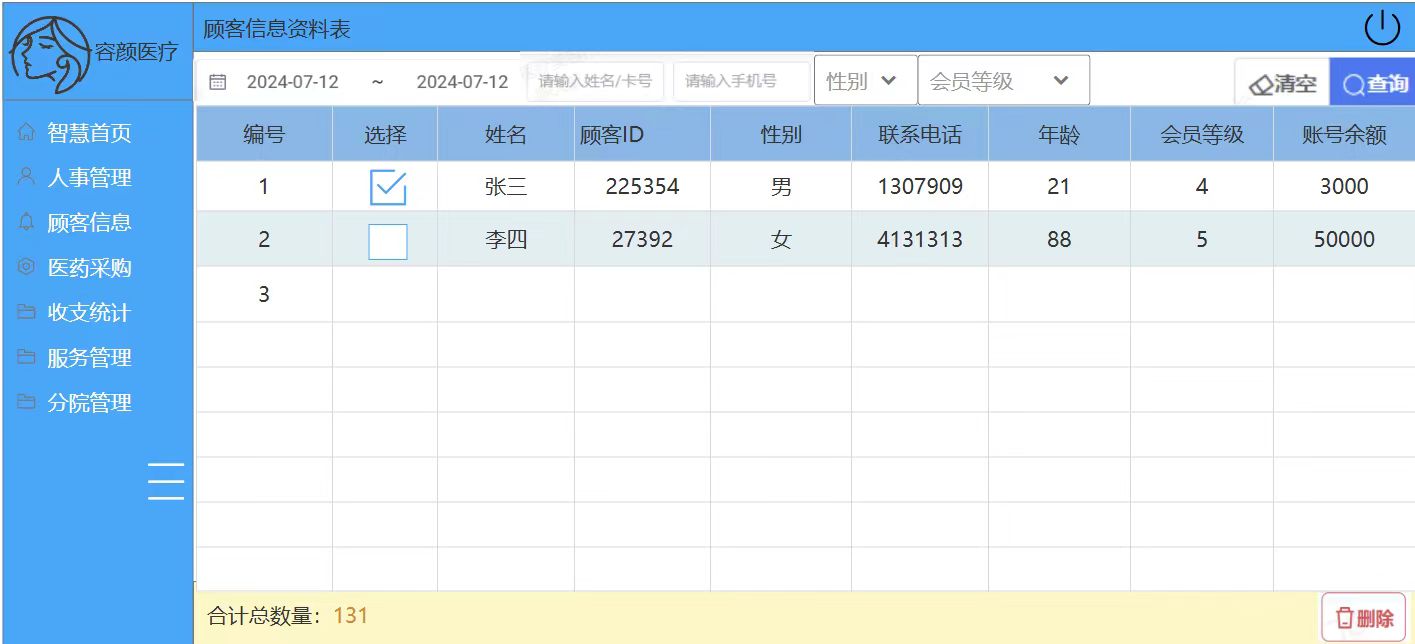 容颜医疗
顾客信息资料表
2024-07-12 ~ 2024-07-12 请输入姓名/卡号 请输入手机号 性别 会员等级 清空 查询
智慧首页
人事管理
顾客信息
医药采购
收支统计
服务管理
分院管理
编号 选择 姓名 顾客ID 性别 联系电话 年龄 会员等级 账号余额
1 张三 225354 男 1307909 21 4 3000
2 李四 27392 女 4131313 88 5 50000
3
合计总数量：131 删除